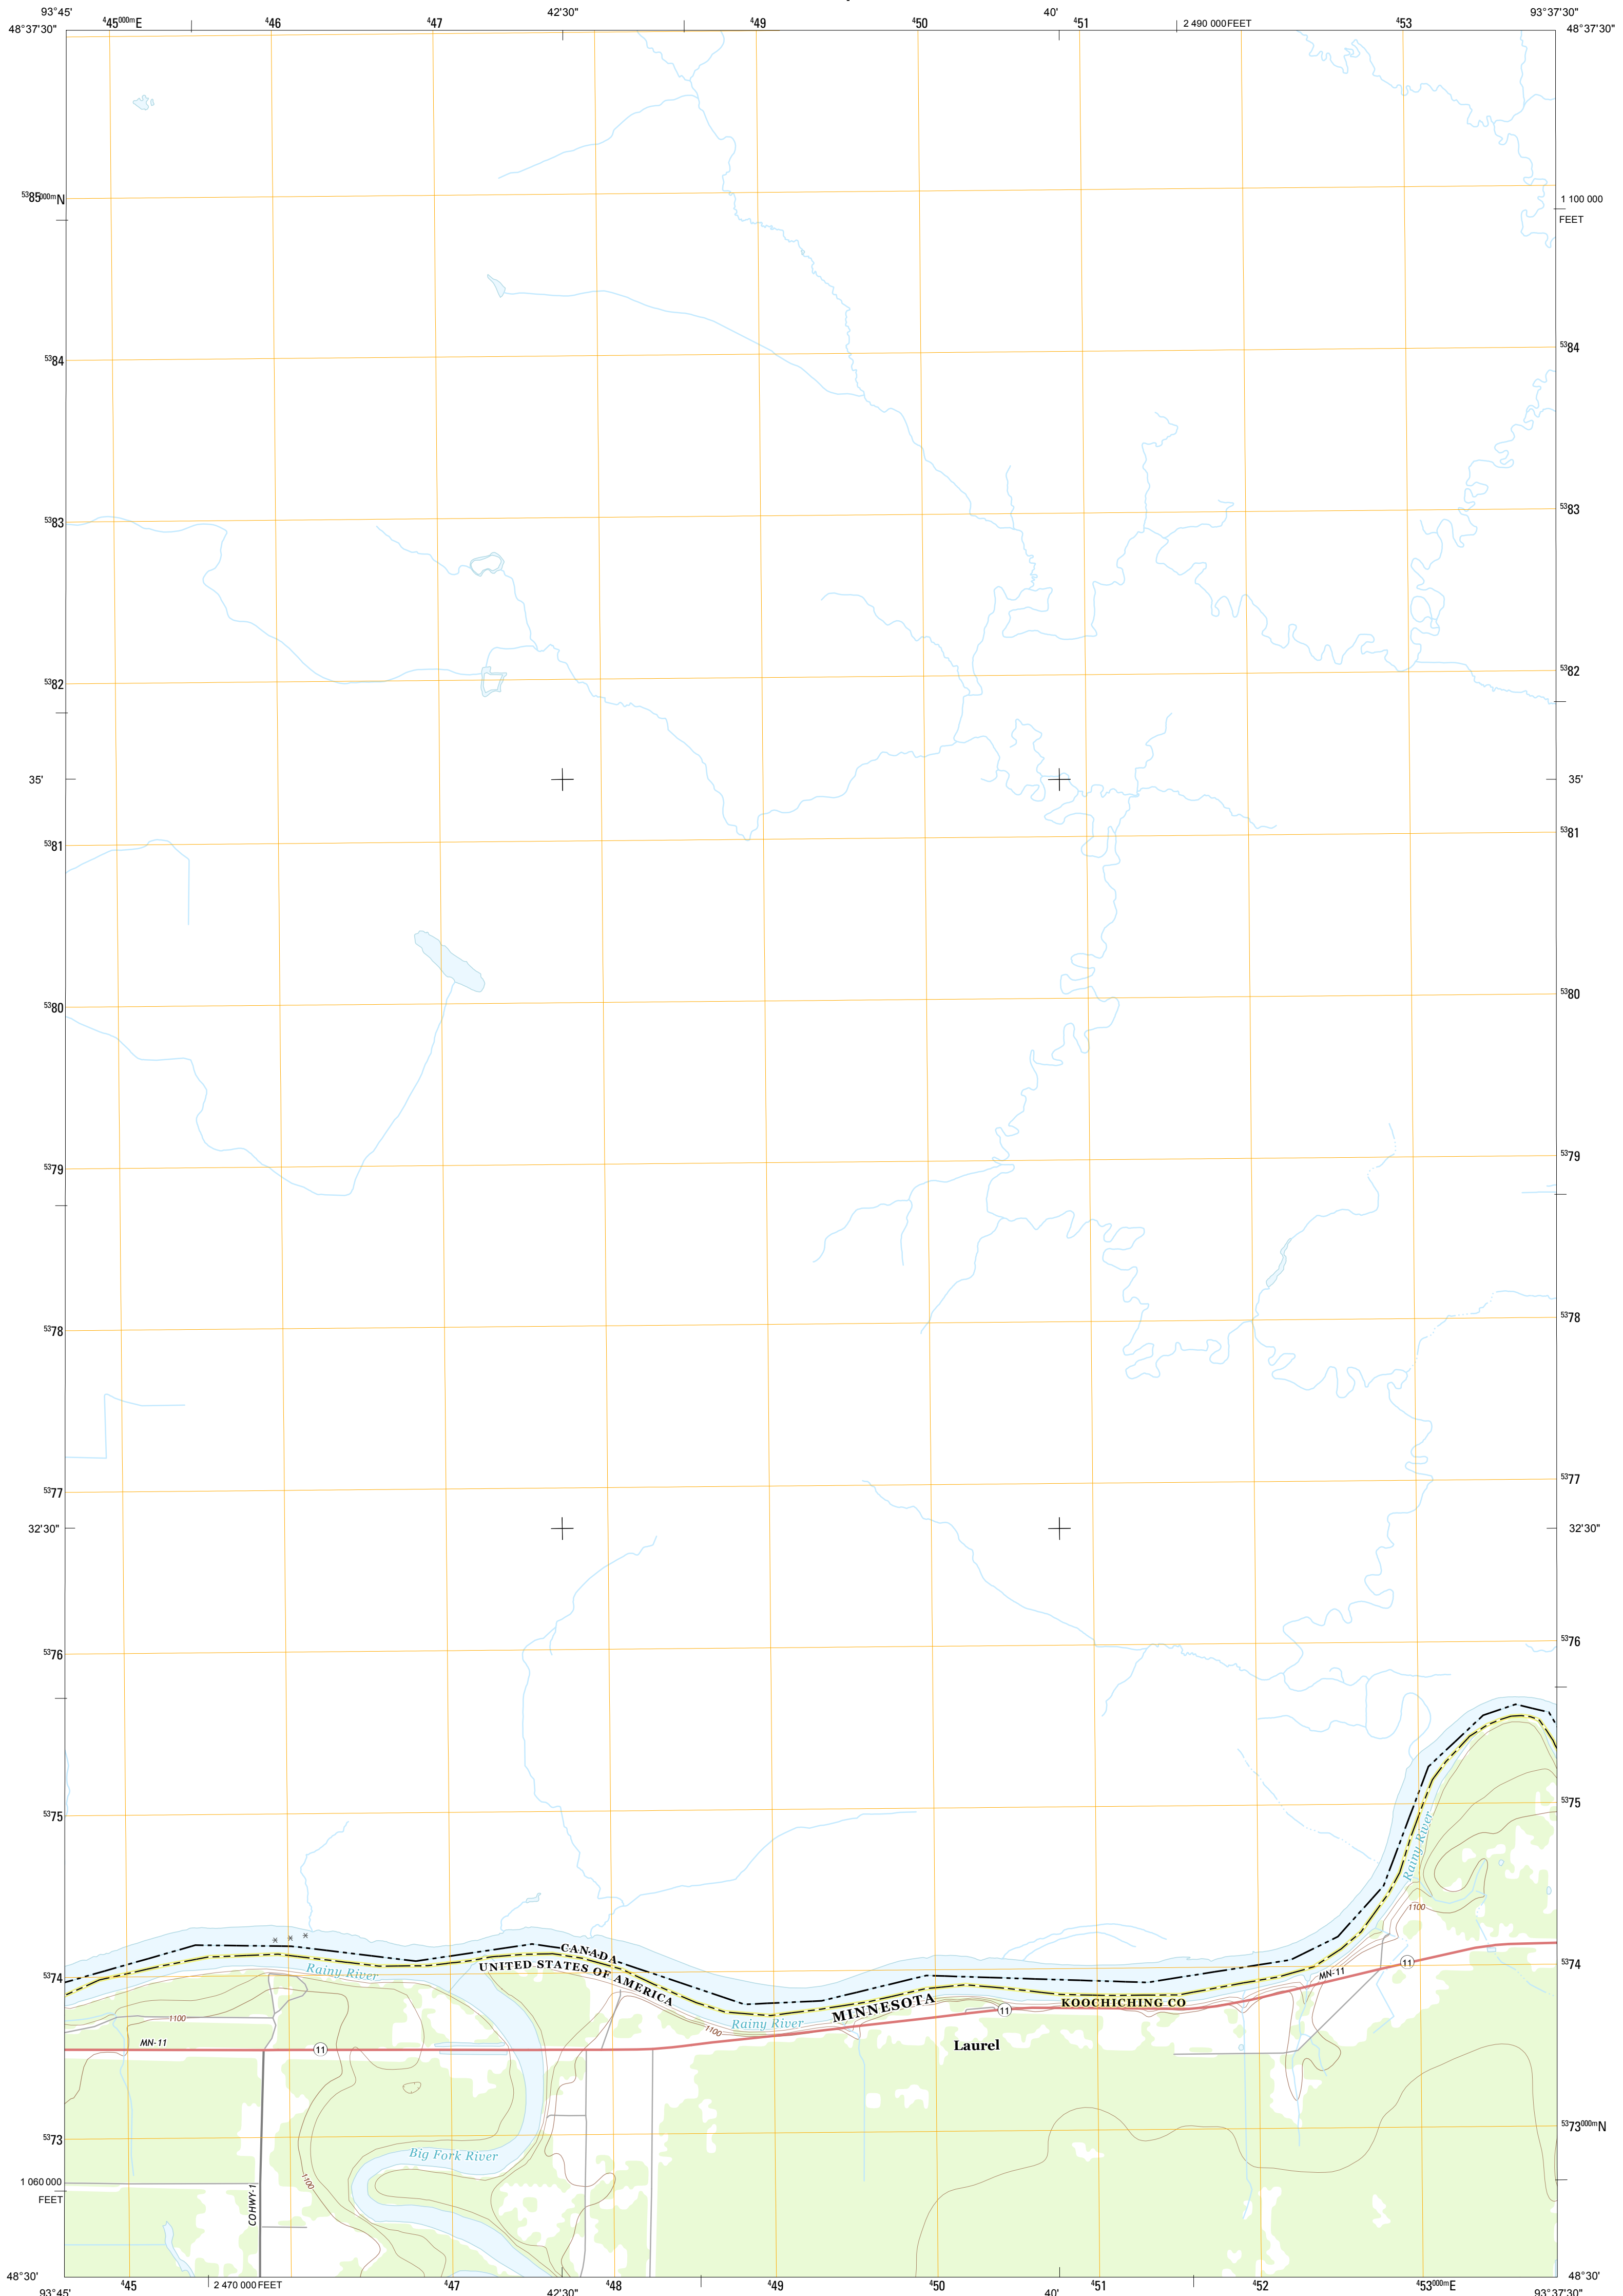 93°45' 42'30" 40' 93°37'30"
48°37'30" ⁴45⁰⁰⁰ᵐE ⁴46 ⁴47 ⁴49 ⁴50 ⁴51 2 490 000 FEET ⁴53 48°37'30"
⁵³85⁰⁰⁰ᵐN 1 100 000
FEET
⁵³84 ⁵³84
⁵³83 ⁵³83
⁵³82 ⁵³82
35' 35'
⁵³81 ⁵³81
⁵³80 ⁵³80
⁵³79 ⁵³79
⁵³78 ⁵³78
⁵³77 ⁵³77
32'30" 32'30"
⁵³76 ⁵³76
⁵³75 ⁵³75
Rainy River
1100
CANADA
11
⁵³74 ⁵³74
Rainy River
UNITED STATES OF AMERICA
MN-11
MINNESOTA
KOOCHICHING CO
11
1100
Rainy River
1100
MN-11
11
Laurel
⁵³73 ⁵³73⁰⁰⁰ᵐN
Big Fork River
1 060 000
FEET
1100
COHWY-1
48°30' 48°30'
⁴45 2 470 000 FEET ⁴47 ⁴48 ⁴49 ⁴50 ⁴51 ⁴52 ⁴53⁰⁰⁰ᵐE
93°45' 42'30" 40' 93°37'30"